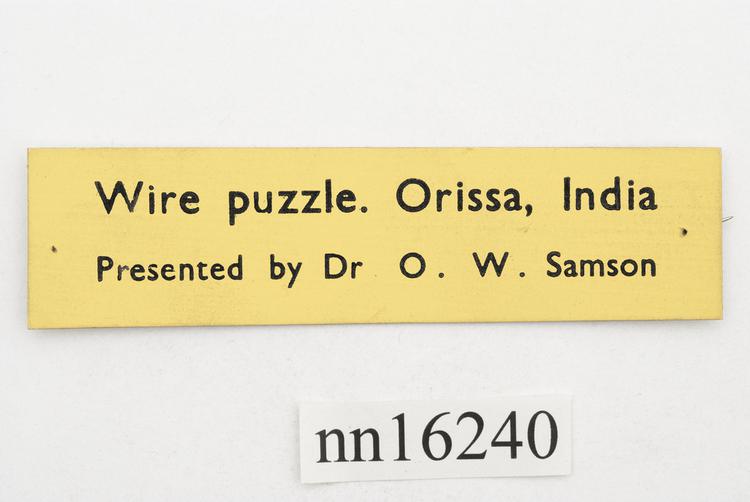 Wire puzzle. Orissa, India
Presented by Dr O. W. Samson
nn16240